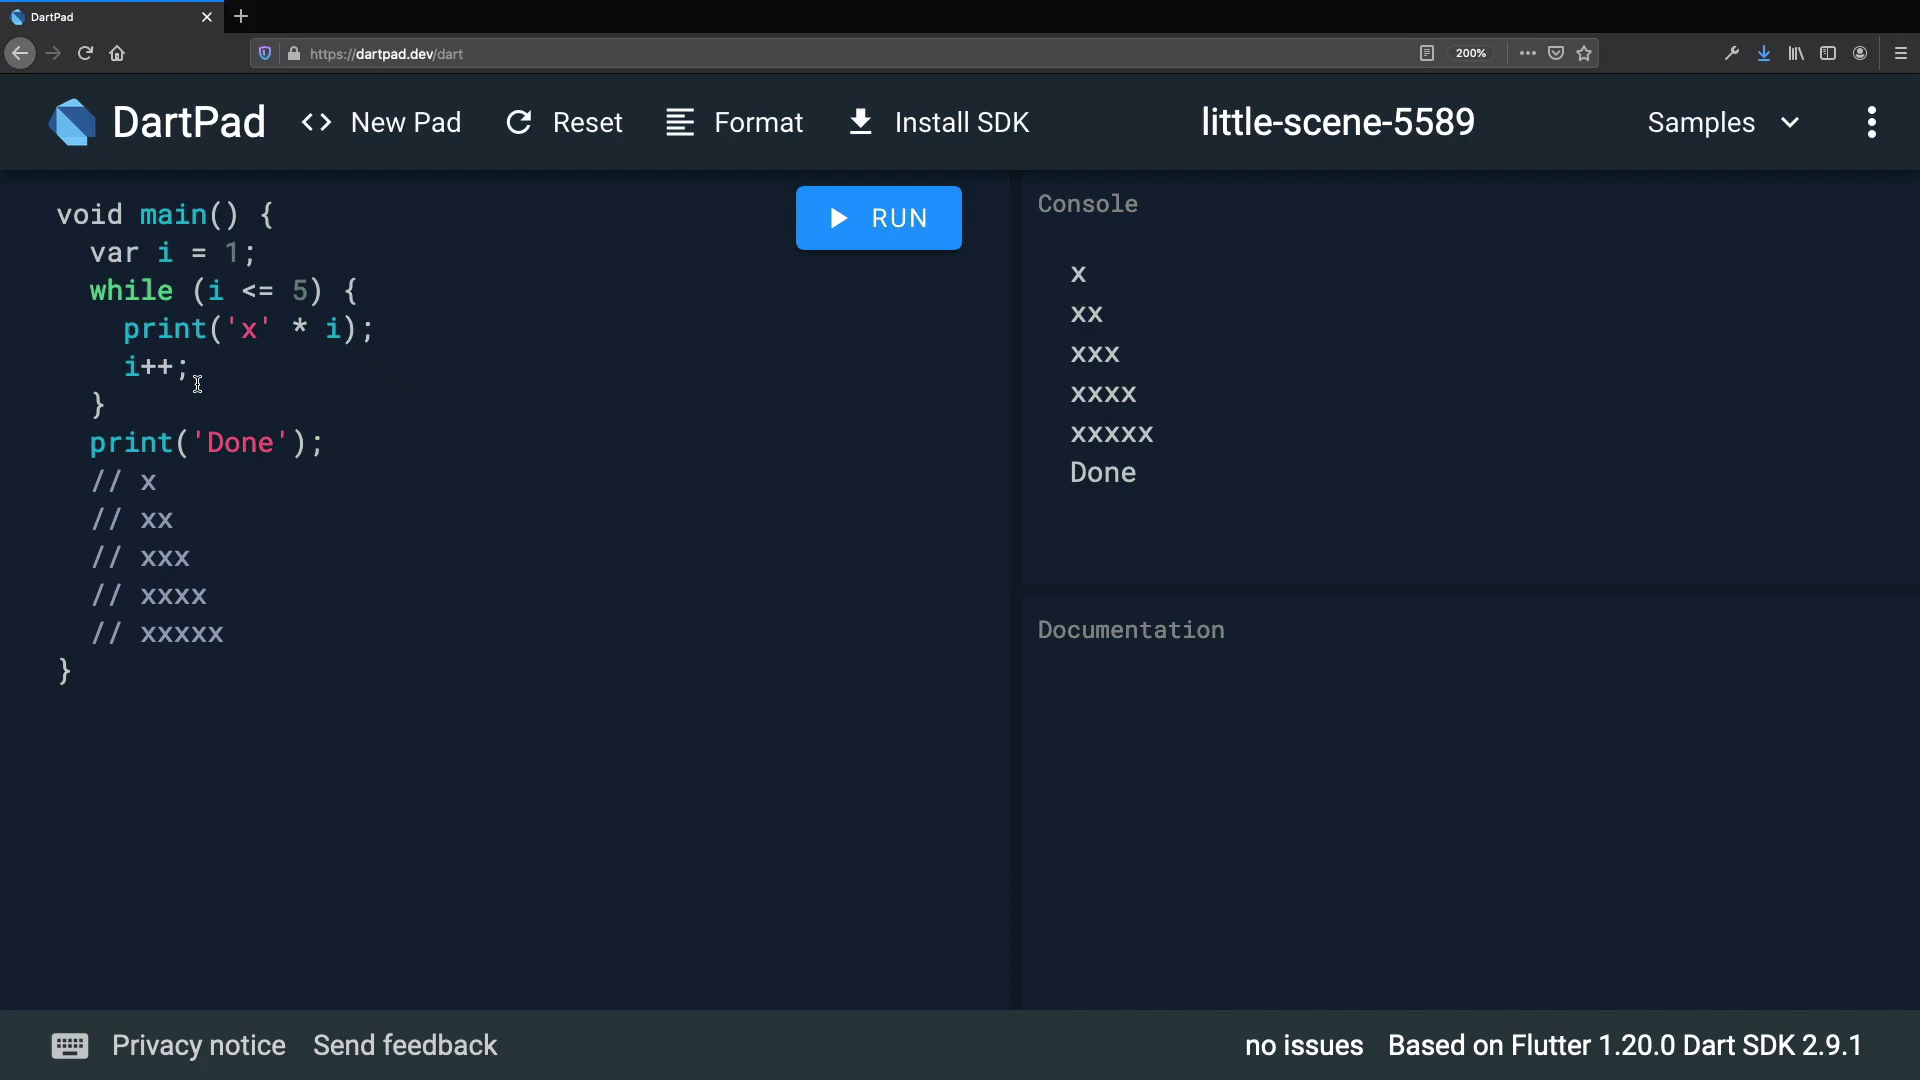 DartPad
https://dartpad.dev/dart
200%
DartPad
<> New Pad
Reset
Format
Install SDK
little-scene-5589
Samples
void main() {
  var i = 1;
  while (i <= 5) {
    print('x' * i);
    i++;
  }
  print('Done');
  // x
  // xx
  // xxx
  // xxxx
  // xxxxx
}
RUN
Console
x
xx
xxx
xxxx
xxxxx
Done
Documentation
Privacy notice
Send feedback
no issues
Based on Flutter 1.20.0 Dart SDK 2.9.1